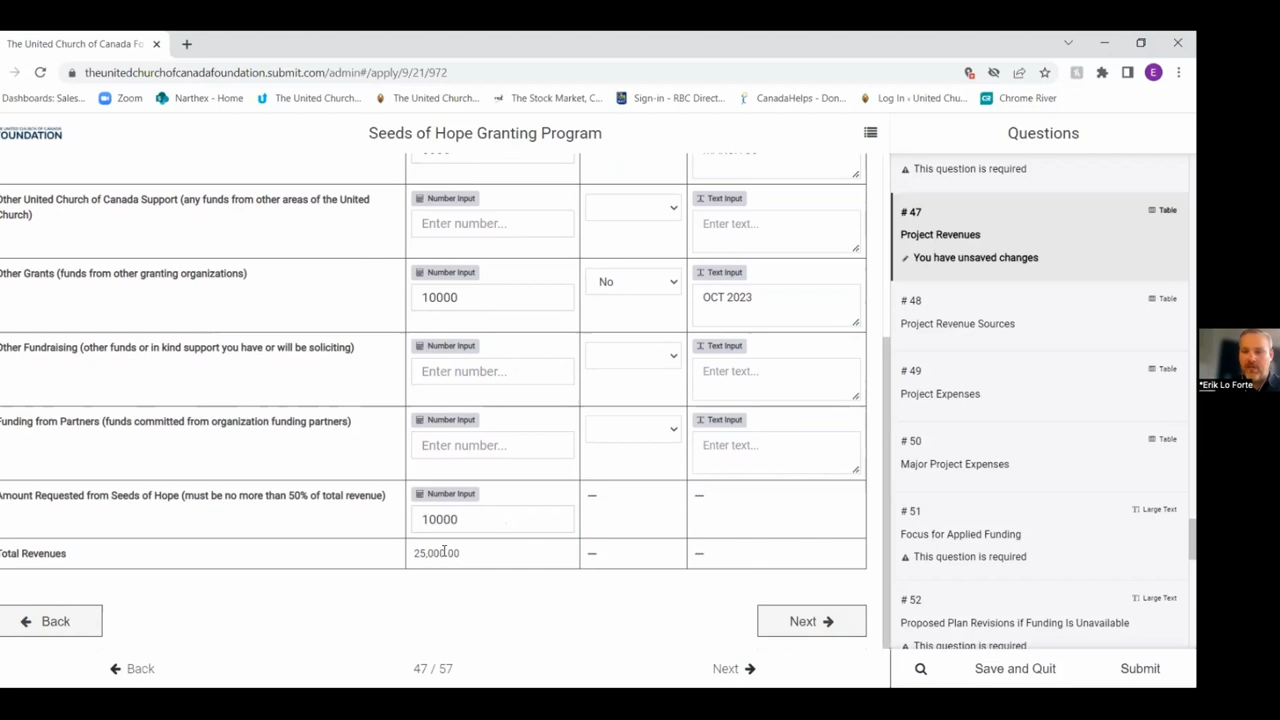 The United Church of Canada Fo
theunitedchurchofcanadafoundation.submit.com/admin#/apply/9/21/972
E
Dashboards: Sales...
Zoom
Narthex - Home
The United Church...
The United Church...
The Stock Market, C...
Sign-in - RBC Direct...
CanadaHelps - Don...
Log In ‹ United Chu...
CR Chrome River
OUNDATION
Seeds of Hope Granting Program
Questions
This question is required
Other United Church of Canada Support (any funds from other areas of the United
Church)
Number Input
Enter number...
Text Input
Enter text...
Other Grants (funds from other granting organizations)
Number Input
10000
No
Text Input
OCT 2023
Other Fundraising (other funds or in kind support you have or will be soliciting)
Number Input
Enter number...
Text Input
Enter text...
Funding from Partners (funds committed from organization funding partners)
Number Input
Enter number...
Text Input
Enter text...
Amount Requested from Seeds of Hope (must be no more than 50% of total revenue)
Number Input
10000
—
—
Total Revenues
25,000.00
—
—
Back
Next
Back
47 / 57
Next
# 47
Table
Project Revenues
You have unsaved changes
# 48
Table
Project Revenue Sources
# 49
Table
Project Expenses
# 50
Table
Major Project Expenses
# 51
Large Text
Focus for Applied Funding
This question is required
# 52
Large Text
Proposed Plan Revisions if Funding Is Unavailable
This question is required
Save and Quit
Submit
*Erik Lo Forte